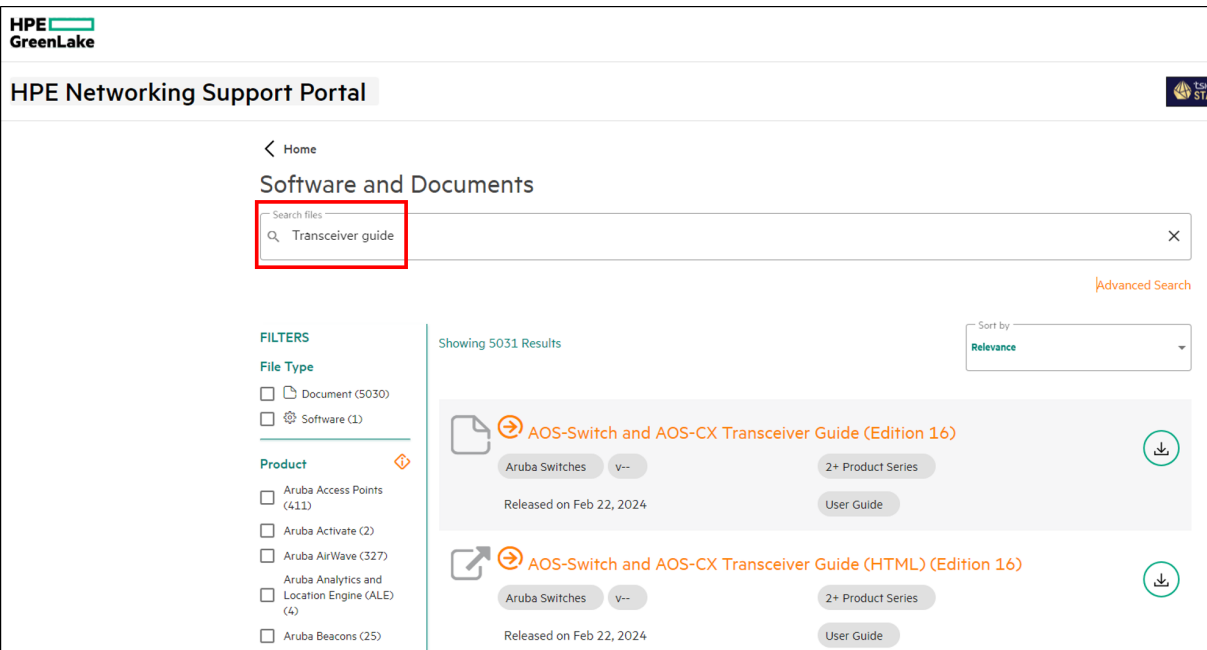 HPE
GreenLake
HPE Networking Support Portal
Home
Software and Documents
Search files
Transceiver guide
Advanced Search
FILTERS
File Type
Document (5030)
Software (1)
Product
Aruba Access Points
(411)
Aruba Activate (2)
Aruba AirWave (327)
Aruba Analytics and
Location Engine (ALE)
(4)
Aruba Beacons (25)
Showing 5031 Results
Sort by
Relevance
AOS-Switch and AOS-CX Transceiver Guide (Edition 16)
Aruba Switches v-- 2+ Product Series
Released on Feb 22, 2024 User Guide
AOS-Switch and AOS-CX Transceiver Guide (HTML) (Edition 16)
Aruba Switches v-- 2+ Product Series
Released on Feb 22, 2024 User Guide